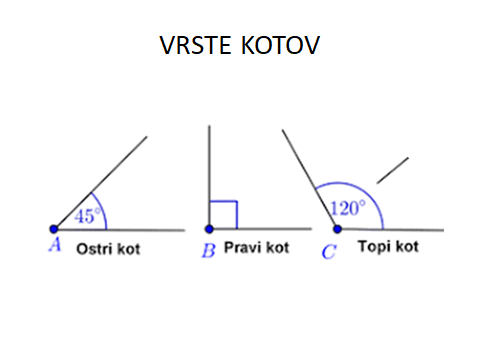 VRSTE KOTOV
45° 120°
A Ostri kot B Pravi kot C Topi kot